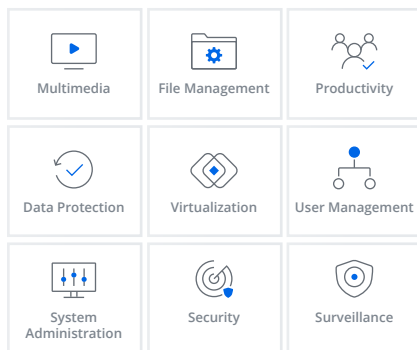 Multimedia
File Management
Productivity
Data Protection
Virtualization
User Management
System
Administration
Security
Surveillance